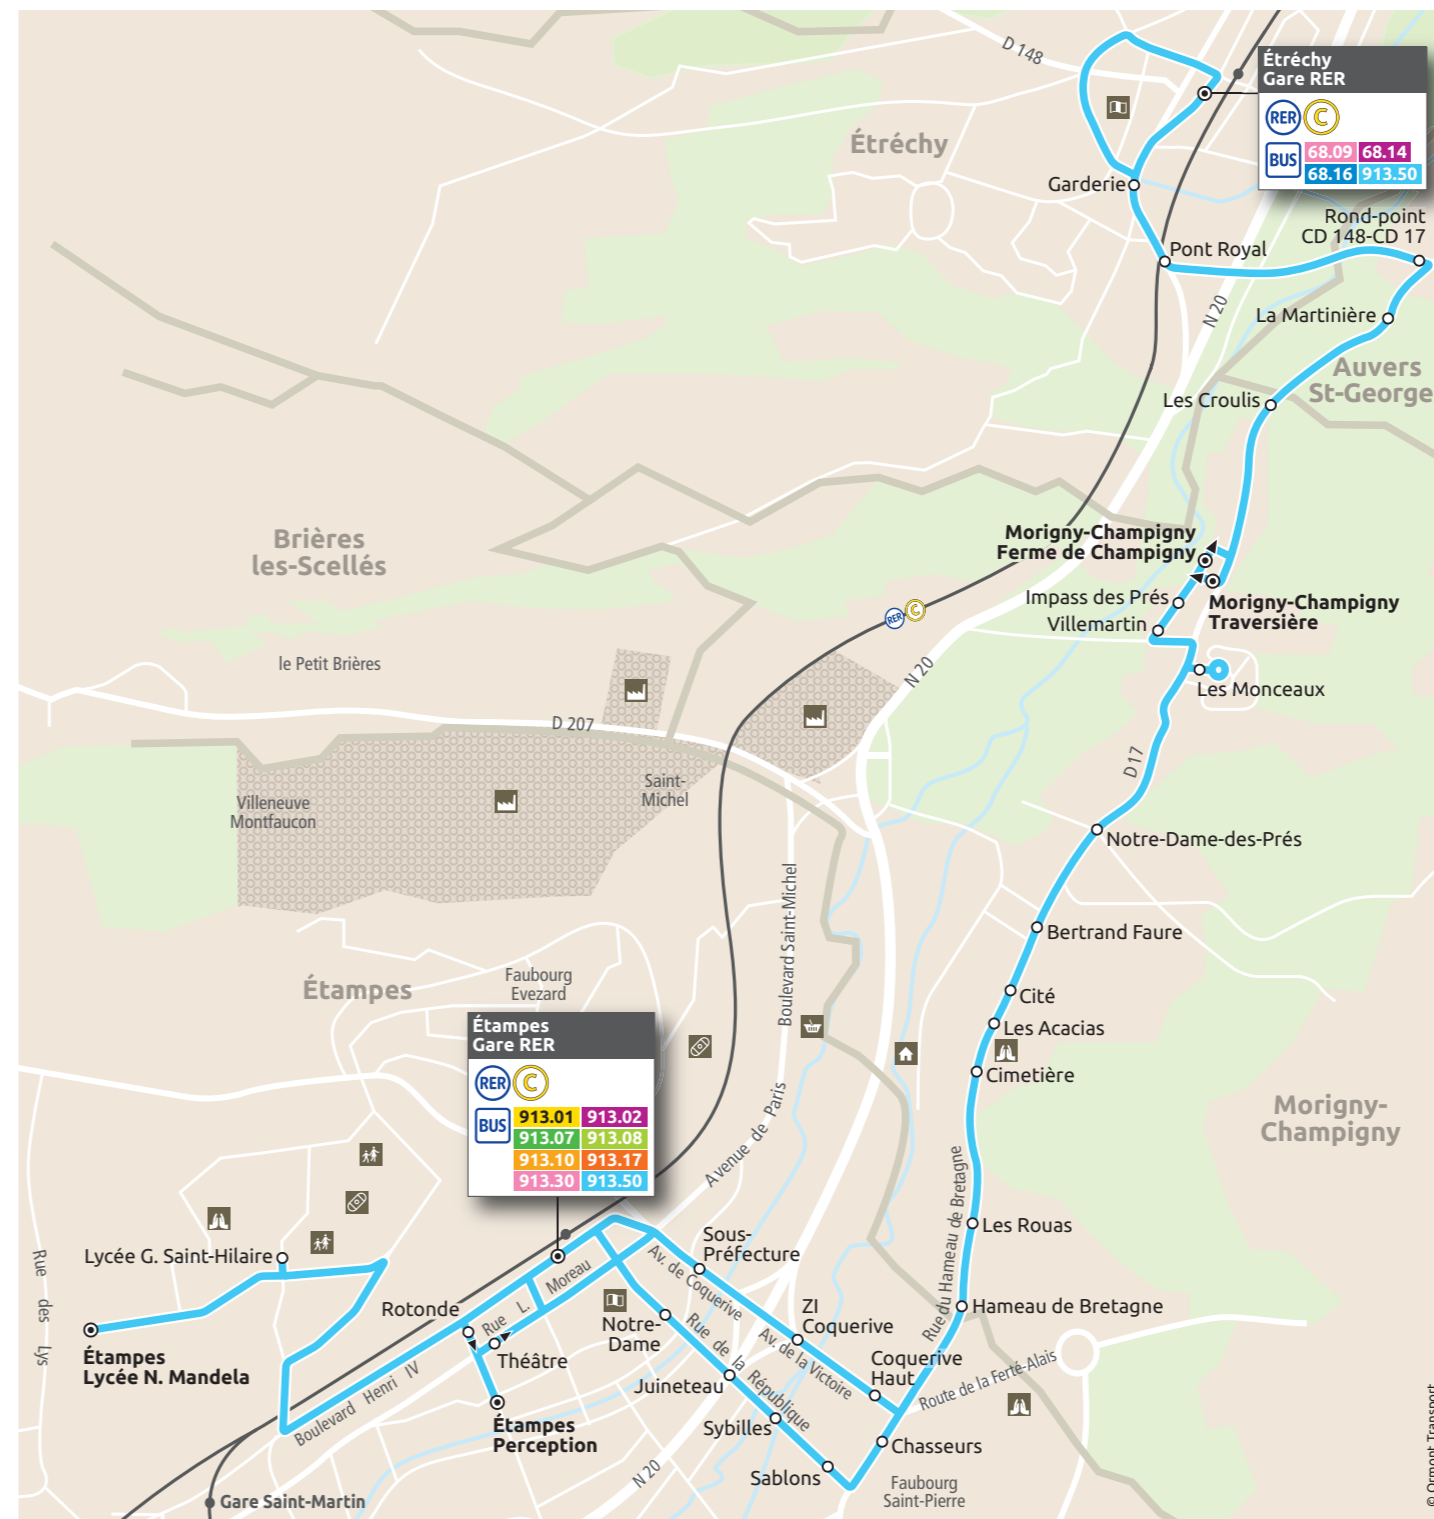 D 148
Étréchy
Gare RER
RER C
BUS 68.09 68.14
68.16 913.50
Étréchy
Garderie
Rond-point
CD 148-CD 17
Pont Royal
N 20
La Martinière
Auvers
St-George
Les Croulis
Morigny-Champigny
Ferme de Champigny
Brières
les-Scellés
Impass des Prés
Morigny-Champigny
Traversière
RER C
Villemartin
le Petit Brières
N 20
Les Monceaux
D 207
D 17
Saint-
Michel
Villeneuve
Montfaucon
Notre-Dame-des-Prés
Boulevard Saint-Michel
Bertrand Faure
Étampes
Faubourg
Evezard
Cité
Les Acacias
Étampes
Gare RER
RER C
BUS 913.01 913.02
913.07 913.08
913.10 913.17
913.30 913.50
Cimetière
Avenue de Paris
Morigny-
Champigny
Rue du Hameau de Bretagne
Les Rouas
Sous-
Préfecture
Lycée G. Saint-Hilaire
Rue des Lys
Av. de Coquerive
Rue L. Moreau
Rotonde
Notre-
Dame
ZI
Coquerive
Hameau de Bretagne
Étampes
Lycée N. Mandela
Théâtre
Rue de la République
Av. de la Victoire
Coquerive
Haut
Route de la Ferté-Alais
Boulevard Henri IV
Juineteau
Étampes
Perception
Sybilles
Chasseurs
N 20
Sablons
Faubourg
Saint-Pierre
Gare Saint-Martin
© Ormont Transport